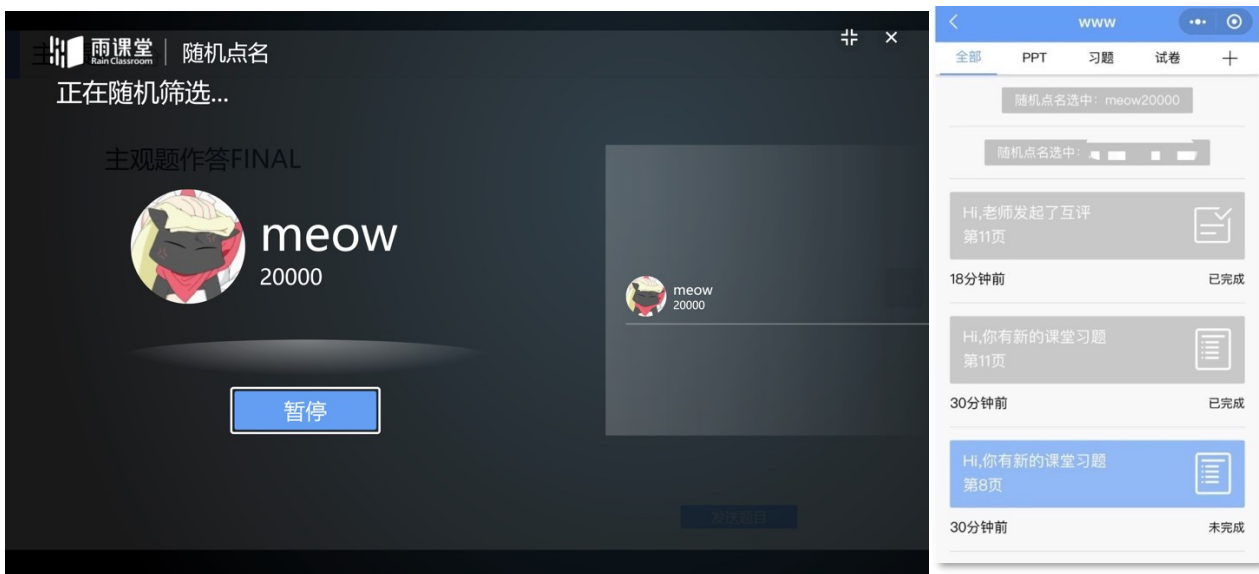 雨课堂
Rain Classroom
随机点名
正在随机筛选...
主观题作答FINAL
meow
20000
暂停
meow
20000
发送题目
www
全部 PPT 习题 试卷
随机点名选中：meow20000
随机点名选中：
Hi,老师发起了互评
第11页
18分钟前 已完成
Hi,你有新的课堂习题
第11页
30分钟前 已完成
Hi,你有新的课堂习题
第8页
30分钟前 未完成